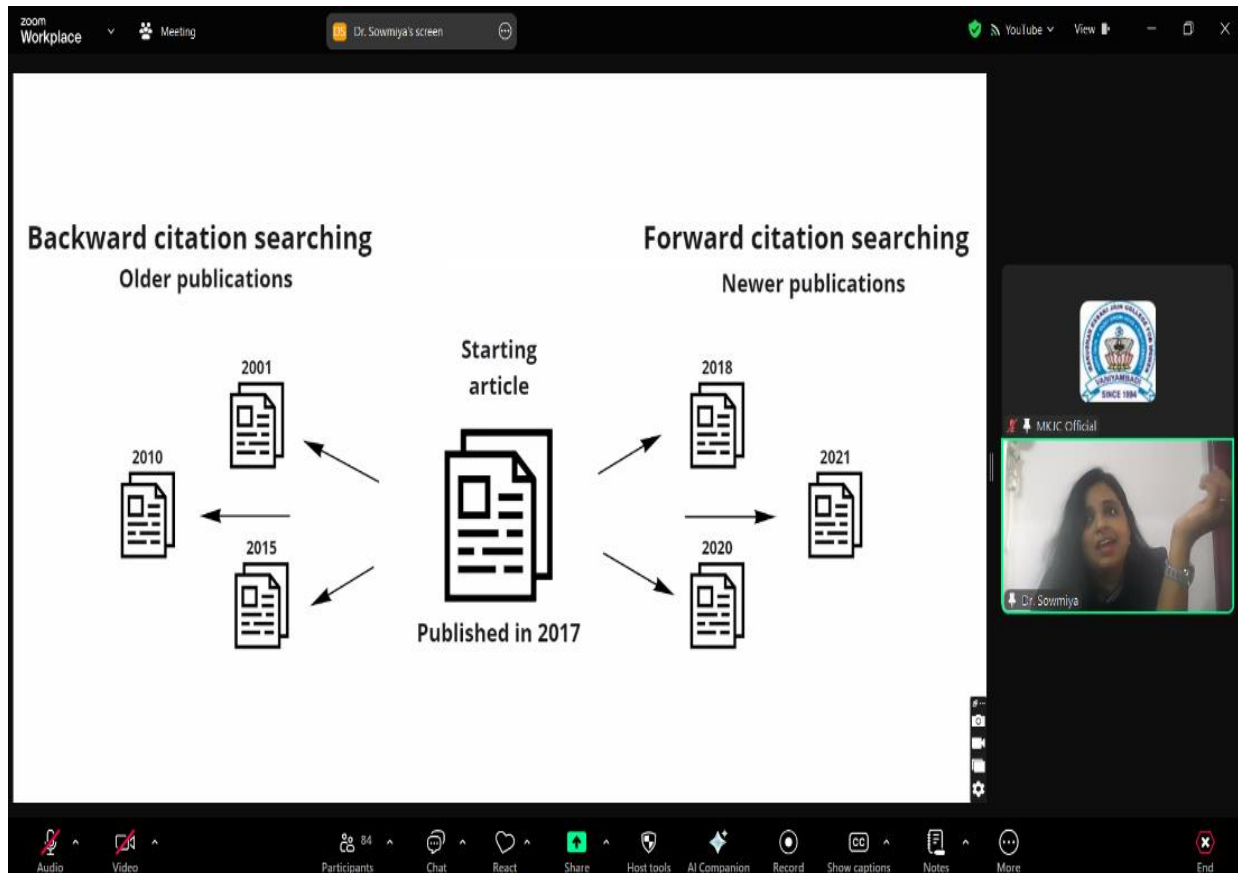 zoom
Workplace
Meeting
DS Dr. Sowmiya's screen
YouTube
View
Backward citation searching
Older publications
Forward citation searching
Newer publications
Starting
article
2001
2010
2015
2018
2021
2020
Published in 2017
VANIYAMBADI
SINCE 1994
MKJC Official
Dr. Sowmiya
Audio
Video
84
Participants
Chat
React
Share
Host tools
AI Companion
Record
CC
Show captions
Notes
More
End